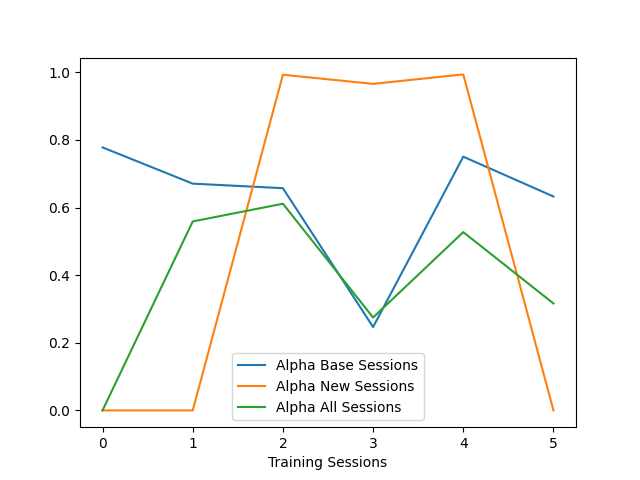 1.0
0.8
0.6
0.4
0.2
0.0
Alpha Base Sessions
Alpha New Sessions
Alpha All Sessions
0 1 2 3 4 5
Training Sessions